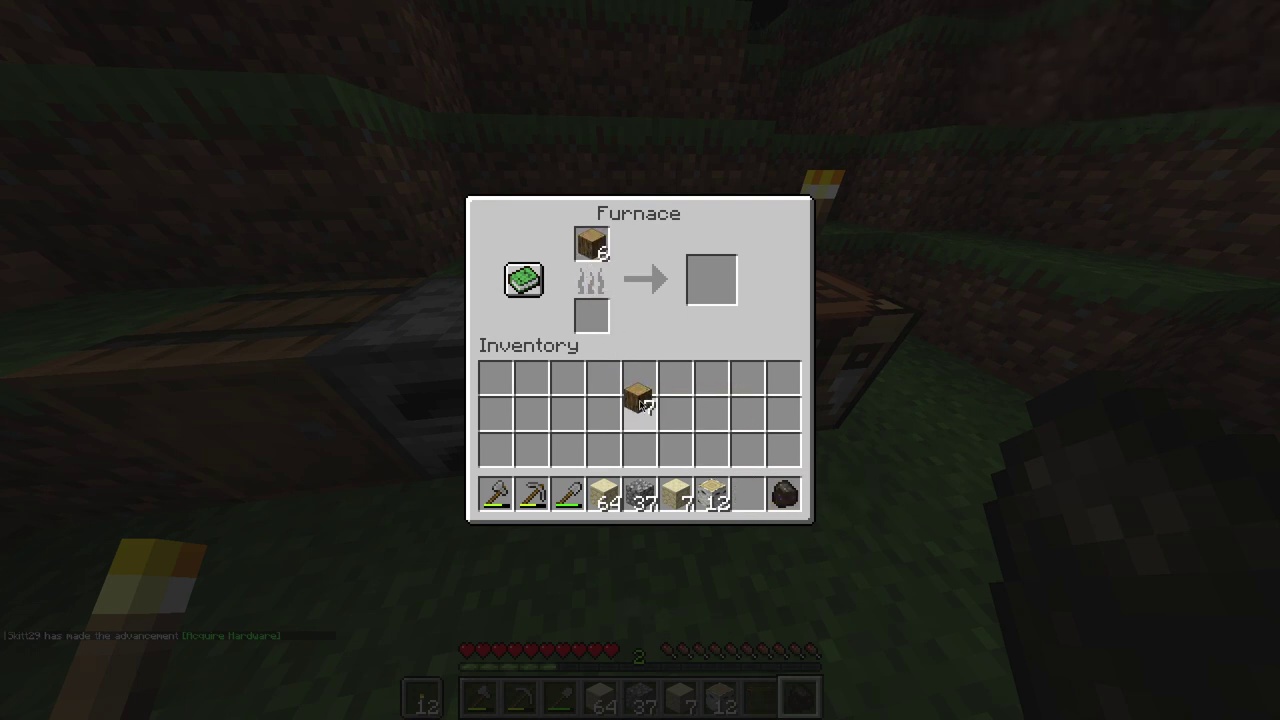 Furnace
6
Inventory
7
64 37 7 12
[Skitt29 has made the advancement [Acquire Hardware]
2
12 64 37 7 12